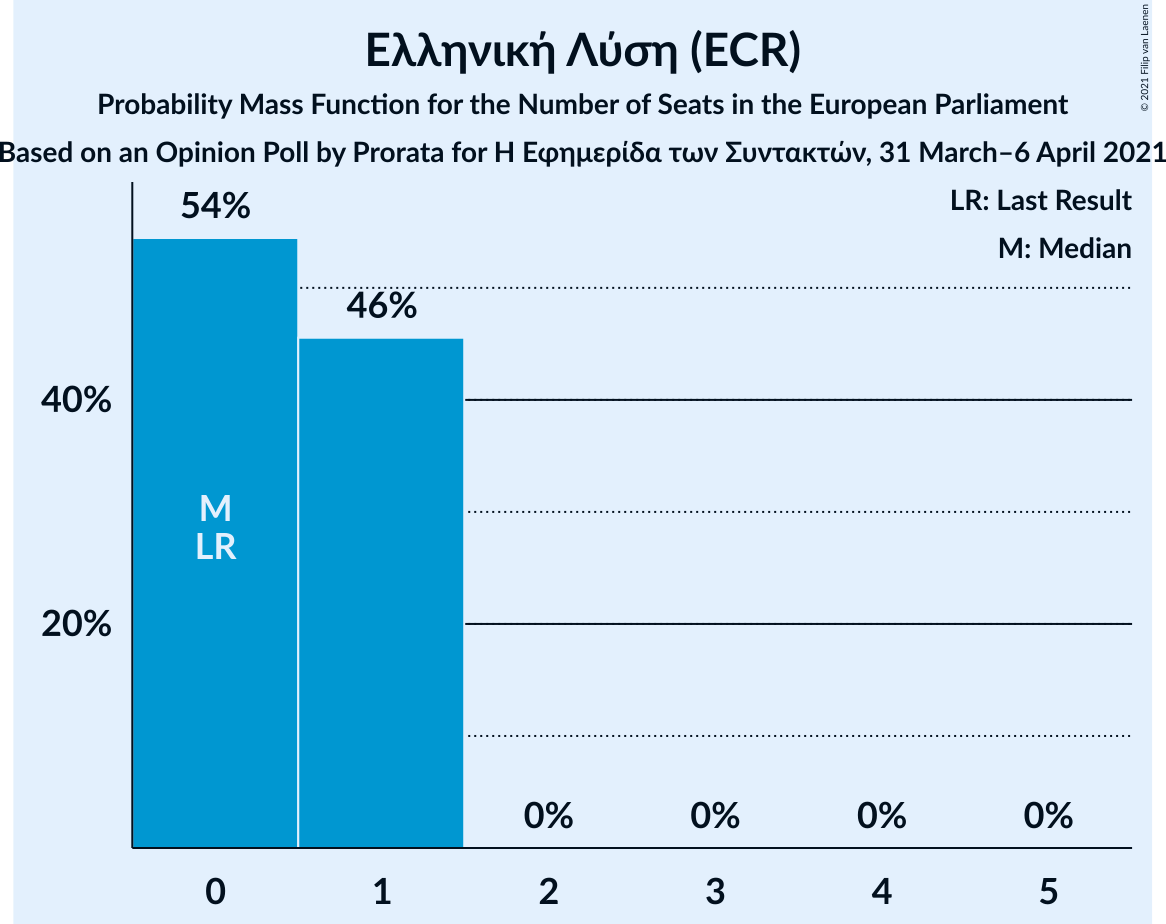 Ελληνική Λύση (ECR)
Probability Mass Function for the Number of Seats in the European Parliament
Based on an Opinion Poll by Prorata for Η Εφημερίδα των Συντακτών, 31 March–6 April 2021
© 2021 Filip van Laenen
LR: Last Result
M: Median
54%
46%
40%
M
LR
20%
0% 0% 0% 0%
0 1 2 3 4 5